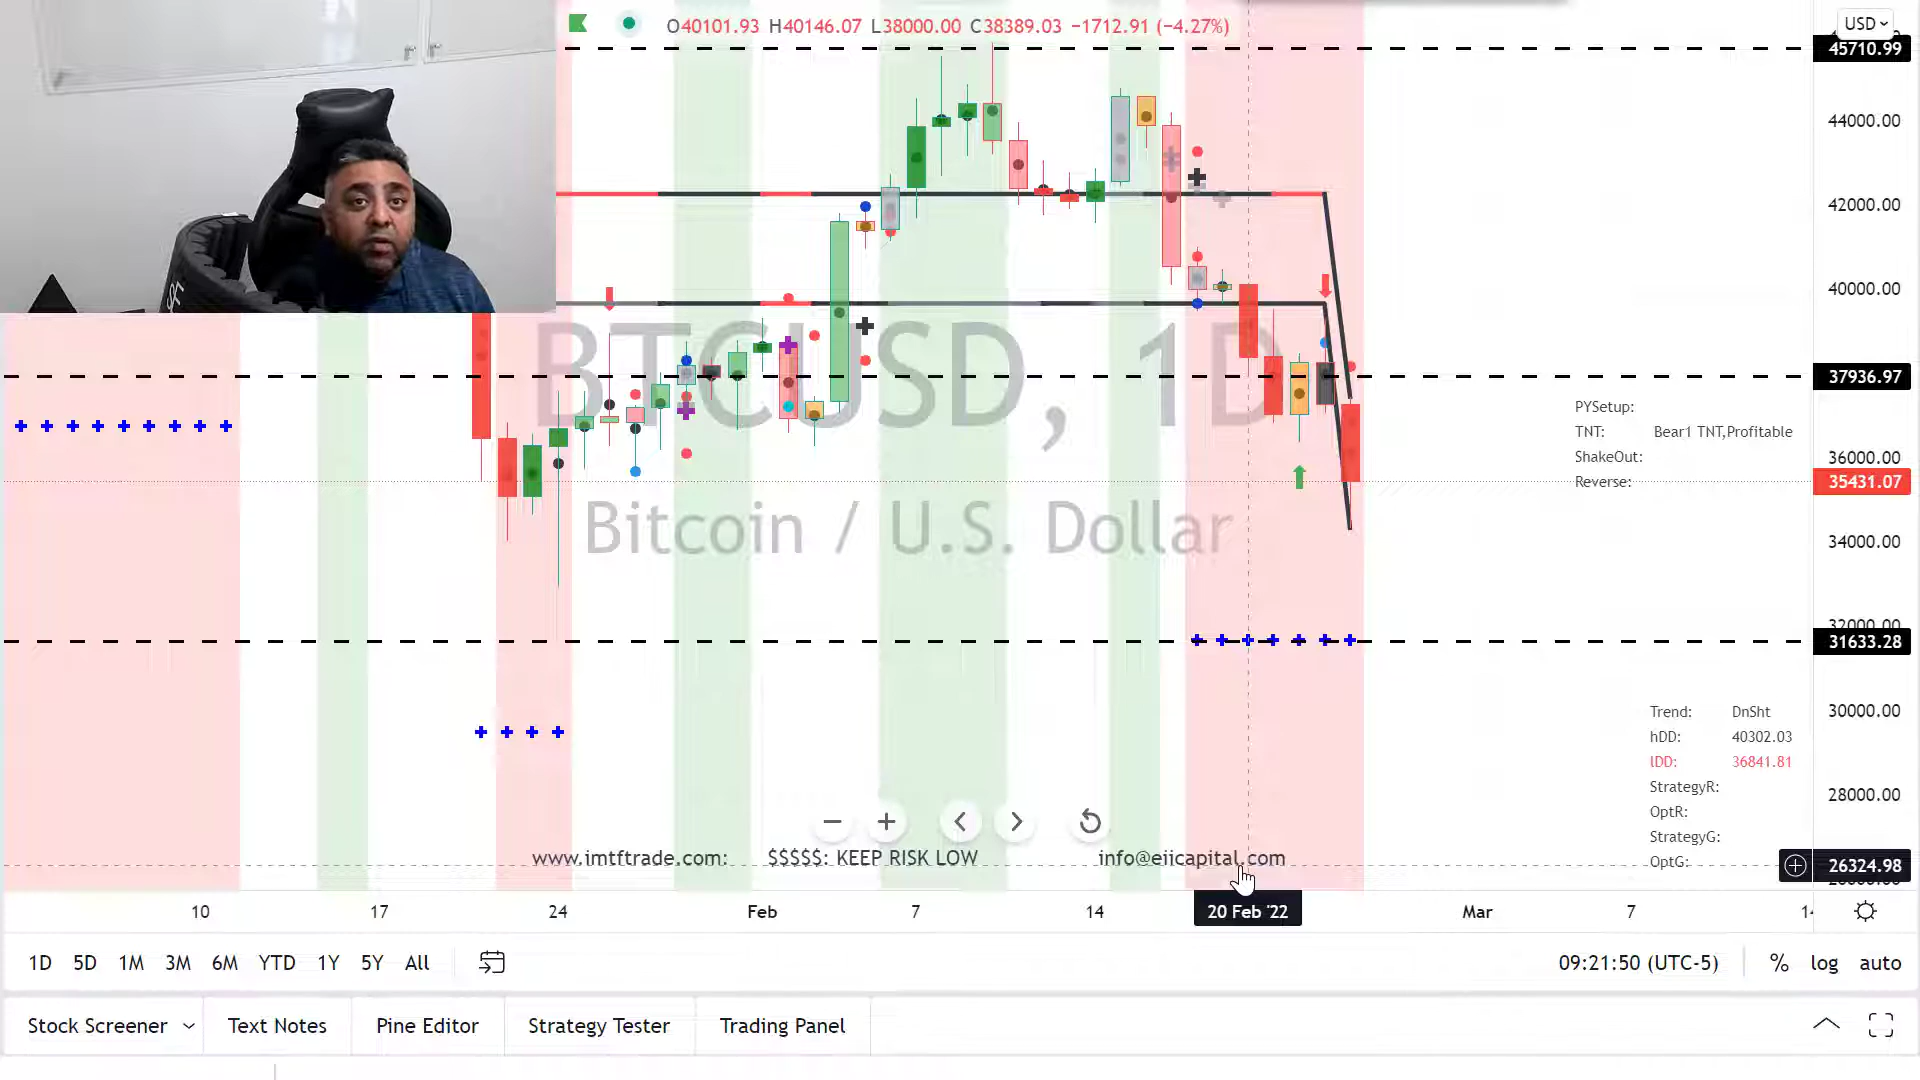 O40101.93 H40146.07 L38000.00 C38389.03 −1712.91 (−4.27%)
USD
45710.99
44000.00
42000.00
40000.00
37936.97
36000.00
35431.07
34000.00
32000.00
31633.28
30000.00
28000.00
26324.98
BTCUSD, 1D
Bitcoin / U.S. Dollar
PYSetup:
TNT: Bear1 TNT,Profitable
ShakeOut:
Reverse:
Trend: DnSht
hDD: 40302.03
lDD: 36841.81
StrategyR:
OptR:
StrategyG:
OptG:
www.imtftrade.com: $$$$$: KEEP RISK LOW info@eiicapital.com
10 17 24 Feb 7 14 20 Feb '22 Mar 7 14
1D 5D 1M 3M 6M YTD 1Y 5Y All
09:21:50 (UTC-5) % log auto
Stock Screener Text Notes Pine Editor Strategy Tester Trading Panel